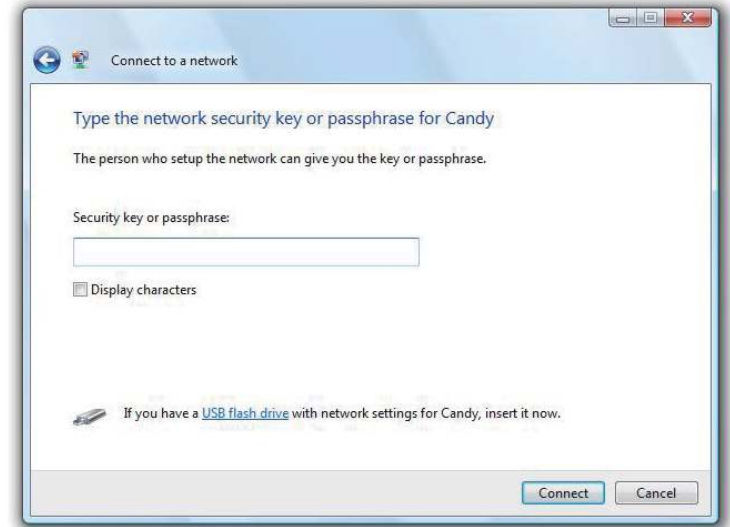 Connect to a network
Type the network security key or passphrase for Candy
The person who setup the network can give you the key or passphrase.
Security key or passphrase:
Display characters
If you have a USB flash drive with network settings for Candy, insert it now.
Connect
Cancel